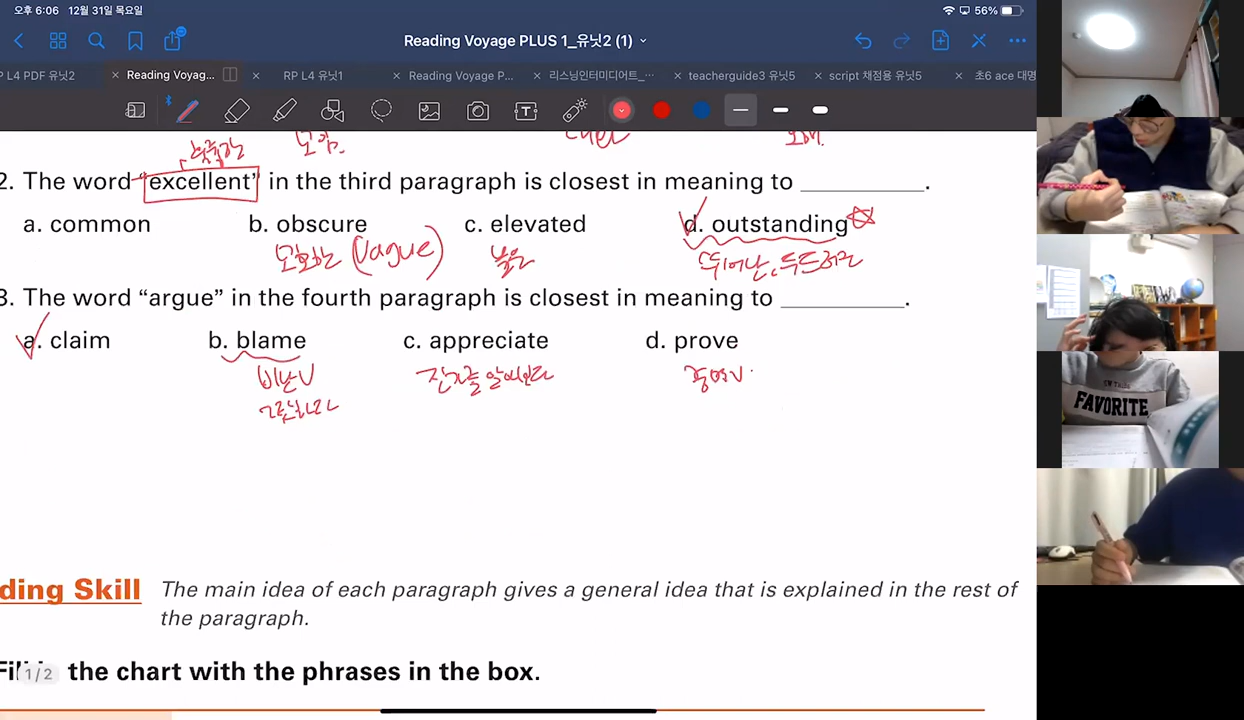 오후 6:06 12월 31일 목요일
56%
Reading Voyage PLUS 1_유닛2 (1)
P L4 PDF 유닛2
Reading Voyag...
RP L4 유닛1
Reading Voyage P...
리스닝인터미디어트_...
teacherguide3 유닛5
script 채점용 유닛5
초6 ace 대명
2. The word “excellent” in the third paragraph is closest in meaning to __________.
a. common b. obscure c. elevated d. outstanding
모호한 (vague) 높은 뛰어난, 두드러진
3. The word “argue” in the fourth paragraph is closest in meaning to __________.
a. claim b. blame c. appreciate d. prove
비난V 진가를 알아보다
ding Skill The main idea of each paragraph gives a general idea that is explained in the rest of
the paragraph.
Fill in the chart with the phrases in the box.
1/2
FAVORITE